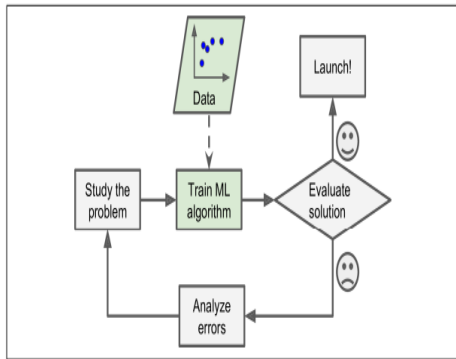 Data
Launch!
Study the
problem
Train ML
algorithm
Evaluate
solution
Analyze
errors